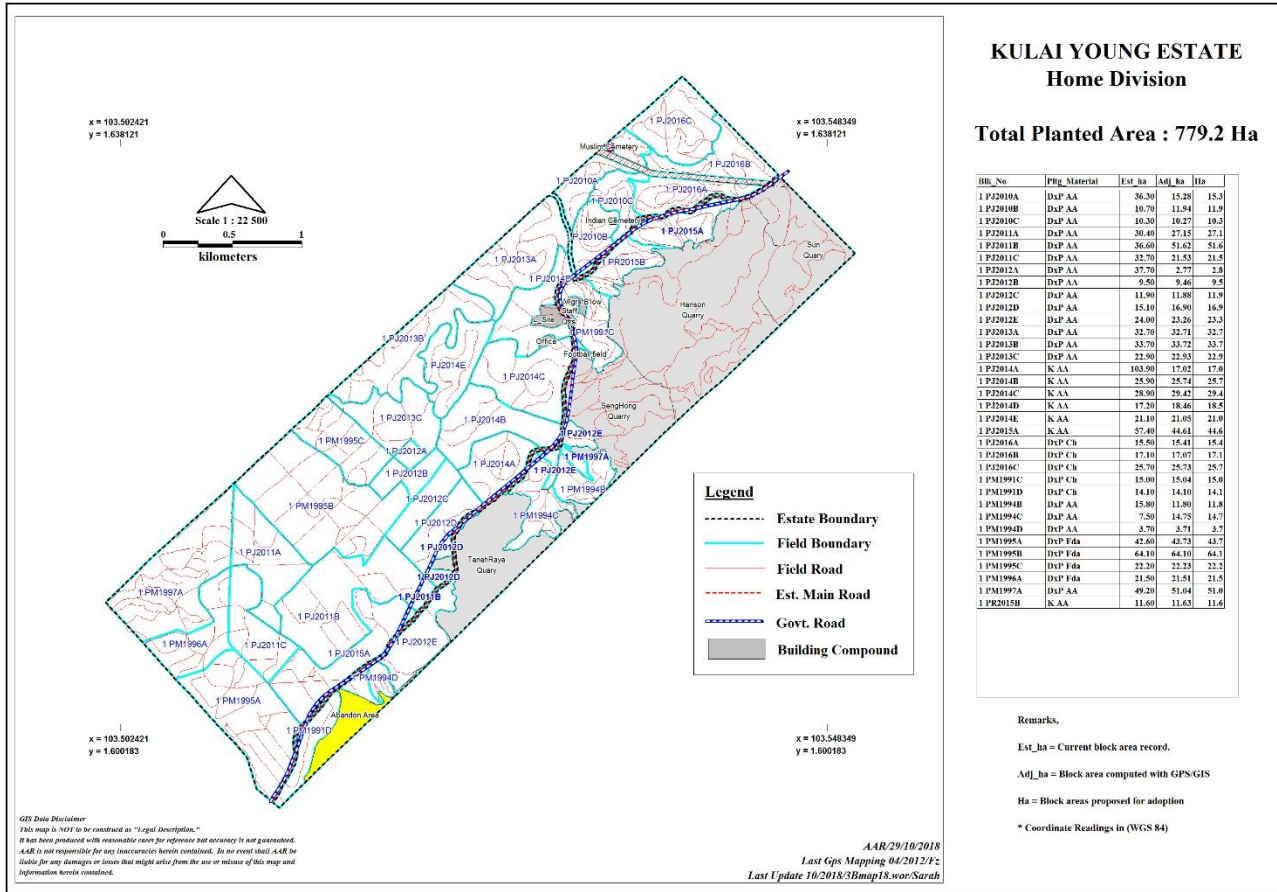 KULAI YOUNG ESTATE
Home Division
Total Planted Area : 779.2 Ha
x = 103.502421
y = 1.638121
x = 103.548349
y = 1.638121
Scale 1 : 22 500
0 0.5 1
kilometers
1 PJ2016C
Muslim Cemetery
1 PJ2016B
1 PJ2010A
1 PJ2016A
1 PJ2010C
Indian Cemetery
1 PJ2015A
1 PJ2010B
Sun
Quary
1 PJ2013A
1 PR2015B
Hanson
Quarry
Staff
Site
Office
Football field
1 PJ2013B
1 PJ2014E
1 PJ2014C
SengHong
Quarry
1 PJ2013C
1 PJ2014B
1 PM1995C
1 PJ2012E
1 PJ2012A
1 PM1997A
1 PJ2012B
1 PJ2014A
1 PJ2012E
1 PM1994B
1 PM1995B
1 PJ2012C
1 PM1994C
1 PJ2012D
1 PJ2011A
1 PJ2012D
TanahRaya
Quary
1 PJ2012D
1 PM1997A
1 PJ2011B
1 PJ2011B
1 PM1996A
1 PJ2011C
1 PJ2015A
1 PJ2012E
1 PM1994D
1 PM1995A
Abandon Area
1 PM1991D
x = 103.502421
y = 1.600183
x = 103.548349
y = 1.600183
Legend
Estate Boundary
Field Boundary
Field Road
Est. Main Road
Govt. Road
Building Compound
Blk_No Pltg_Material Est_ha Adj_ha Ha
1 PJ2010A DxP AA 36.30 15.28 15.3
1 PJ2010B DxP AA 10.70 11.94 11.9
1 PJ2010C DxP AA 10.30 10.27 10.3
1 PJ2011A DxP AA 30.40 27.15 27.1
1 PJ2011B DxP AA 36.60 51.62 51.6
1 PJ2011C DxP AA 32.70 21.53 21.5
1 PJ2012A DxP AA 37.70 2.77 2.8
1 PJ2012B DxP AA 9.50 9.46 9.5
1 PJ2012C DxP AA 11.90 11.88 11.9
1 PJ2012D DxP AA 15.10 16.90 16.9
1 PJ2012E DxP AA 24.00 23.26 23.3
1 PJ2013A DxP AA 32.70 32.71 32.7
1 PJ2013B DxP AA 33.70 33.72 33.7
1 PJ2013C DxP AA 22.90 22.93 22.9
1 PJ2014A K AA 103.90 17.02 17.0
1 PJ2014B K AA 25.90 25.74 25.7
1 PJ2014C K AA 28.90 29.42 29.4
1 PJ2014D K AA 17.20 18.46 18.5
1 PJ2014E K AA 21.10 21.05 21.0
1 PJ2015A K AA 57.40 44.61 44.6
1 PJ2016A DxP Ch 15.50 15.41 15.4
1 PJ2016B DxP Ch 17.10 17.07 17.1
1 PJ2016C DxP Ch 25.70 25.73 25.7
1 PM1991C DxP Ch 15.00 15.04 15.0
1 PM1991D DxP Ch 14.10 14.10 14.1
1 PM1994B DxP AA 15.80 11.80 11.8
1 PM1994C DxP AA 7.50 14.75 14.7
1 PM1994D DxP AA 3.70 3.71 3.7
1 PM1995A DxP Fda 42.60 43.73 43.7
1 PM1995B DxP Fda 64.10 64.10 64.1
1 PM1995C DxP Fda 22.20 22.23 22.2
1 PM1996A DxP Fda 21.50 21.51 21.5
1 PM1997A DxP AA 49.20 51.04 51.0
1 PR2015B K AA 11.60 11.63 11.6
Remarks,
Est_ha = Current block area record.
Adj_ha = Block area computed with GPS/GIS
Ha = Block areas proposed for adoption
* Coordinate Readings in (WGS 84)
GIS Data Disclaimer
This map is NOT to be construed as "Legal Description."
It has been produced with reasonable cares for reference but accuracy is not guaranteed.
AAR is not responsible for any inaccuracies herein contained. In no event shall AAR be
liable for any damages or losses that might arise from the use or misuse of this map and
information herein contained.
AAR/29/10/2018
Last Gps Mapping 04/2012/Fz
Last Update 10/2018/3Bmap18.wor/Sarah